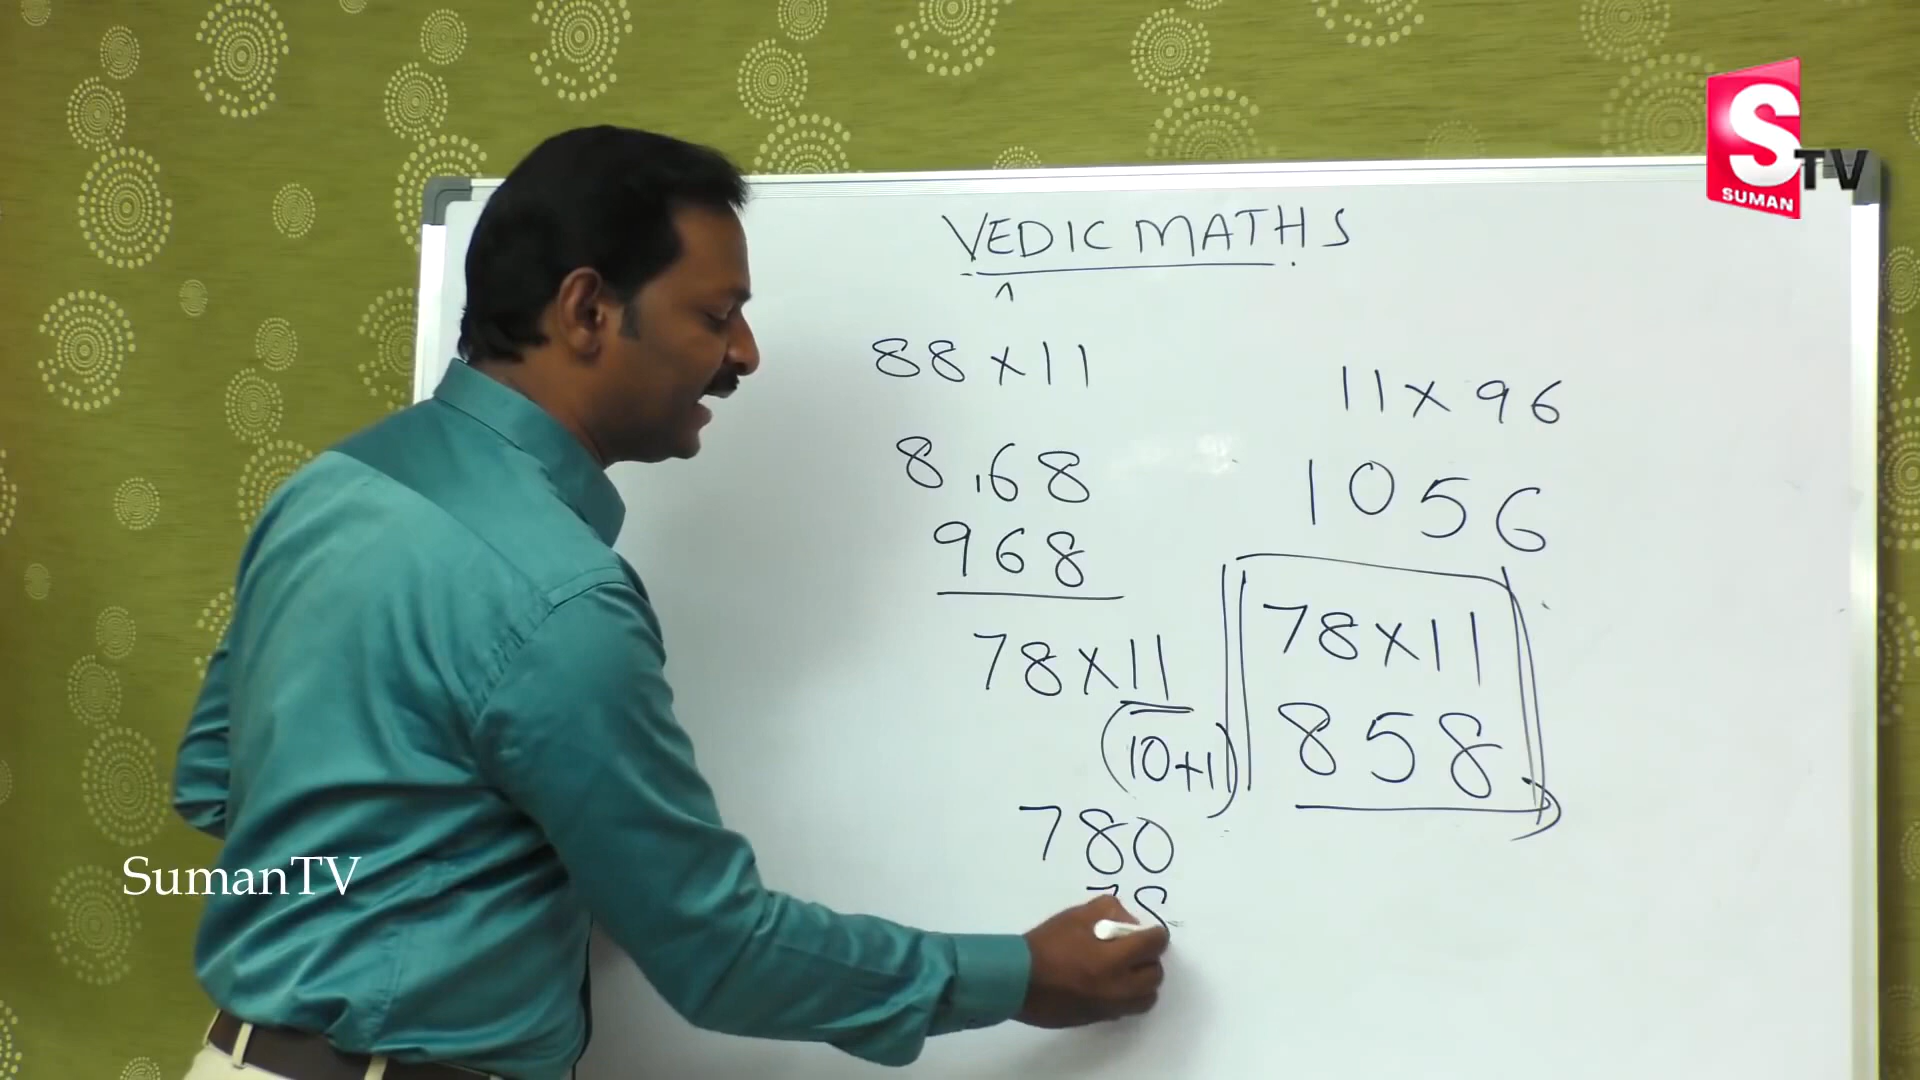 S TV
SUMAN
VEDIC MATHS
88 x 11
8,68
968
78 x 11
(10+1)
780
78
11 x 96
1056
78 x 11
858
SumanTV